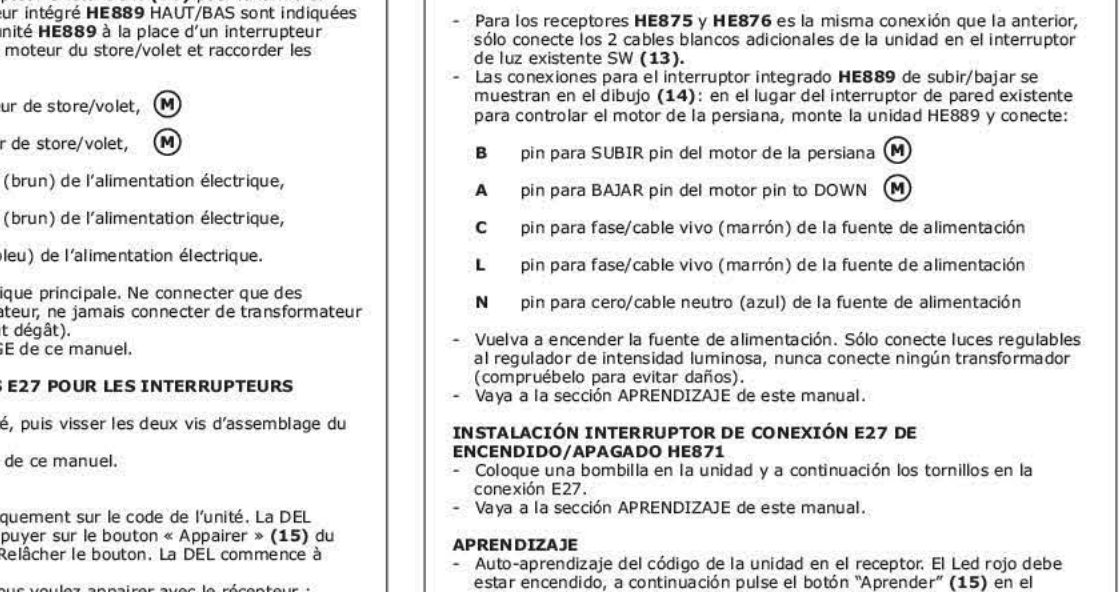 eur intégré HE889 HAUT/BAS sont indiquées
unité HE889 à la place d'un interrupteur
moteur du store/volet et raccorder les
eur de store/volet, M
r de store/volet, M
(brun) de l'alimentation électrique,
(brun) de l'alimentation électrique,
bleu) de l'alimentation électrique.
ique principale. Ne connecter que des
ateur, ne jamais connecter de transformateur
ut dégât).
GE de ce manuel.
S E27 POUR LES INTERRUPTEURS
é, puis visser les deux vis d'assemblage du
de ce manuel.
quement sur le code de l'unité. La DEL
puyer sur le bouton « Appairer » (15) du
Relâcher le bouton. La DEL commence à
ous voulez appairer avec le récepteur :
- Para los receptores HE875 y HE876 es la misma conexión que la anterior,
sólo conecte los 2 cables blancos adicionales de la unidad en el interruptor
de luz existente SW (13).
- Las conexiones para el interruptor integrado HE889 de subir/bajar se
muestran en el dibujo (14): en el lugar del interruptor de pared existente
para controlar el motor de la persiana, monte la unidad HE889 y conecte:
B pin para SUBIR pin del motor de la persiana M
A pin para BAJAR pin del motor pin to DOWN M
C pin para fase/cable vivo (marrón) de la fuente de alimentación
L pin para fase/cable vivo (marrón) de la fuente de alimentación
N pin para cero/cable neutro (azul) de la fuente de alimentación
- Vuelva a encender la fuente de alimentación. Sólo conecte luces regulables
al regulador de intensidad luminosa, nunca conecte ningún transformador
(compruébelo para evitar daños).
- Vaya a la sección APRENDIZAJE de este manual.
INSTALACIÓN INTERRUPTOR DE CONEXIÓN E27 DE
ENCENDIDO/APAGADO HE871
- Coloque una bombilla en la unidad y a continuación los tornillos en la
conexión E27.
- Vaya a la sección APRENDIZAJE de este manual.
APRENDIZAJE
- Auto-aprendizaje del código de la unidad en el receptor. El Led rojo debe
estar encendido, a continuación pulse el botón "Aprender" (15) en el